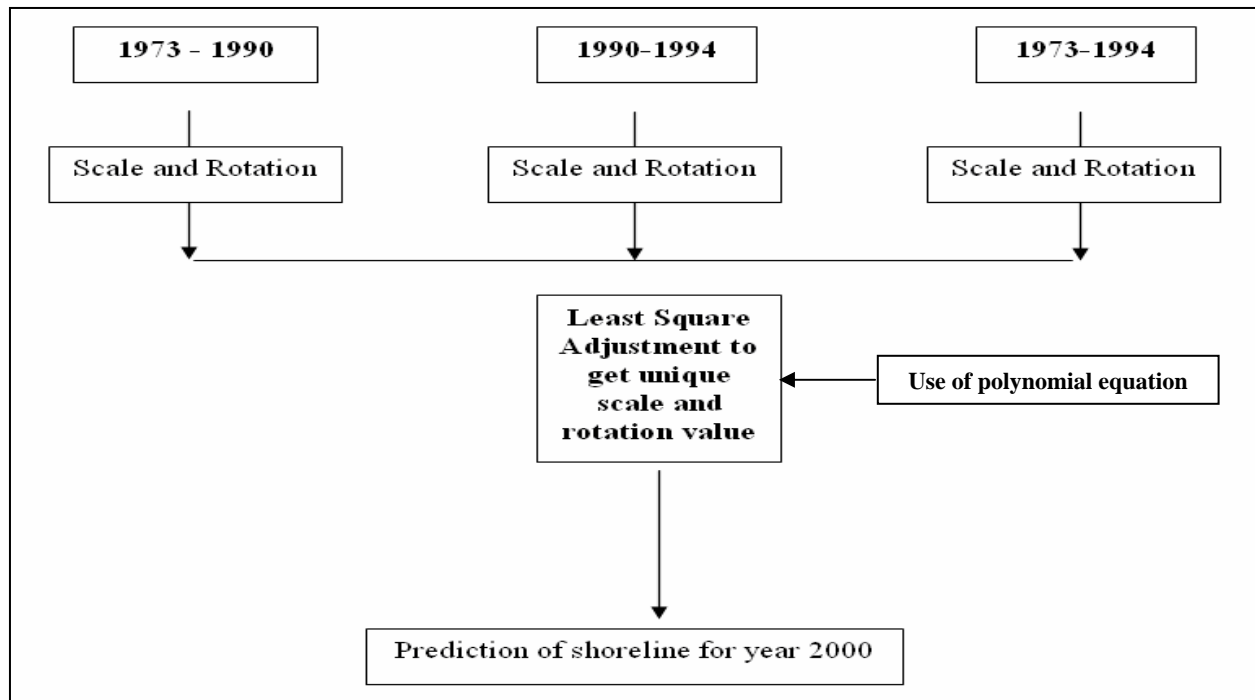 1973 - 1990
1990-1994
1973-1994
Scale and Rotation
Scale and Rotation
Scale and Rotation
Least Square
Adjustment to
get unique
scale and
rotation value
Use of polynomial equation
Prediction of shoreline for year 2000